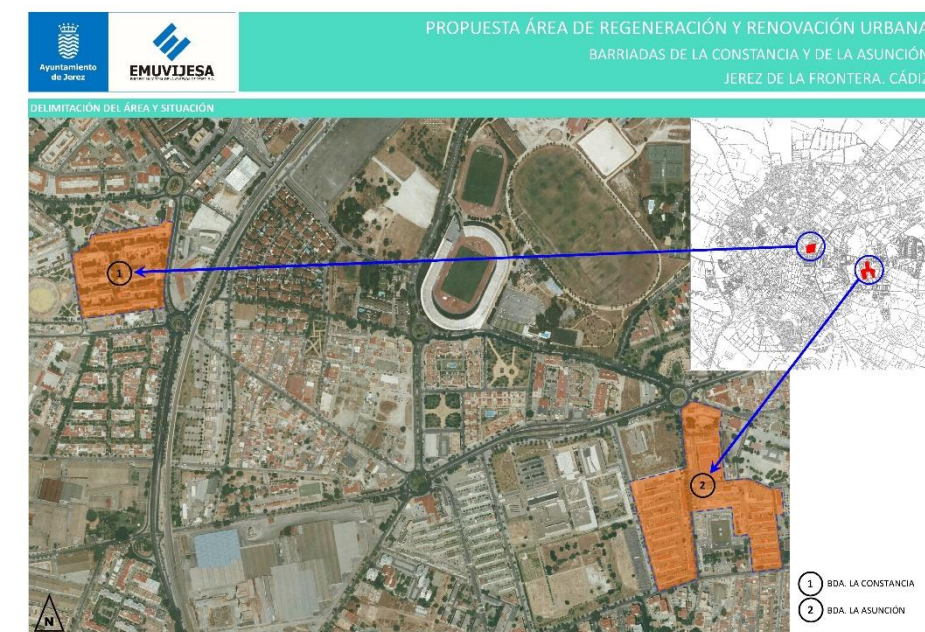 Ayuntamiento
de Jerez
EMUVIJESA
PROPUESTA ÁREA DE REGENERACIÓN Y RENOVACIÓN URBANA
BARRIADAS DE LA CONSTANCIA Y DE LA ASUNCIÓN
JEREZ DE LA FRONTERA. CÁDIZ
DELIMITACIÓN DEL ÁREA Y SITUACIÓN
1
2
1 BDA. LA CONSTANCIA
2 BDA. LA ASUNCIÓN
N